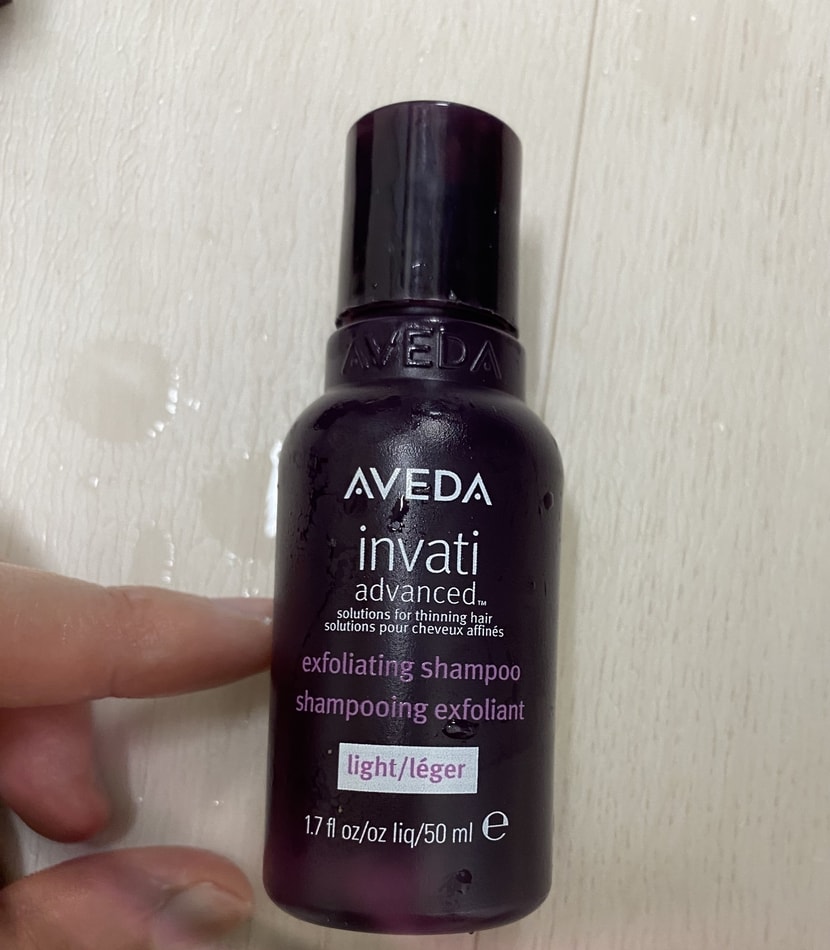 AVEDA
AVEDA
invati
advanced™
solutions for thinning hair
solutions pour cheveux affinés
exfoliating shampoo
shampooing exfoliant
light/léger
1.7 fl oz/oz liq/50 ml ℮